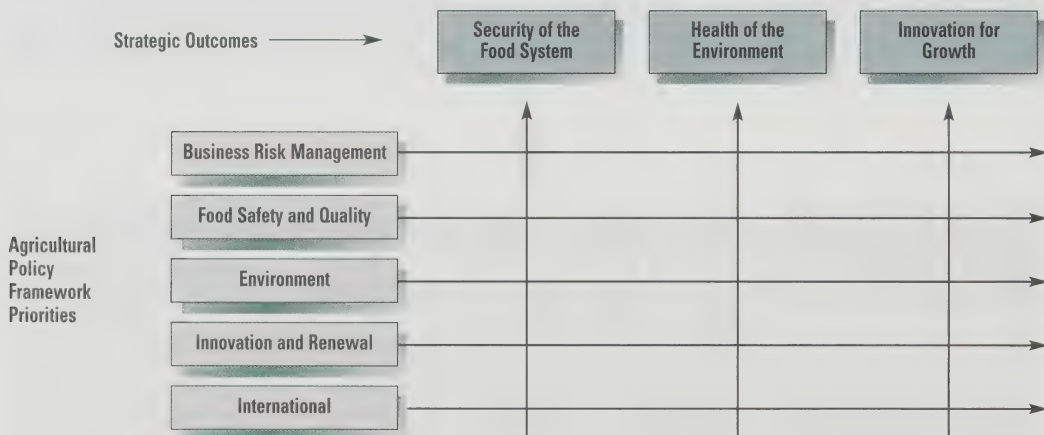 Strategic Outcomes
Security of the
Food System
Health of the
Environment
Innovation for
Growth
Agricultural
Policy
Framework
Priorities
Business Risk Management
Food Safety and Quality
Environment
Innovation and Renewal
International